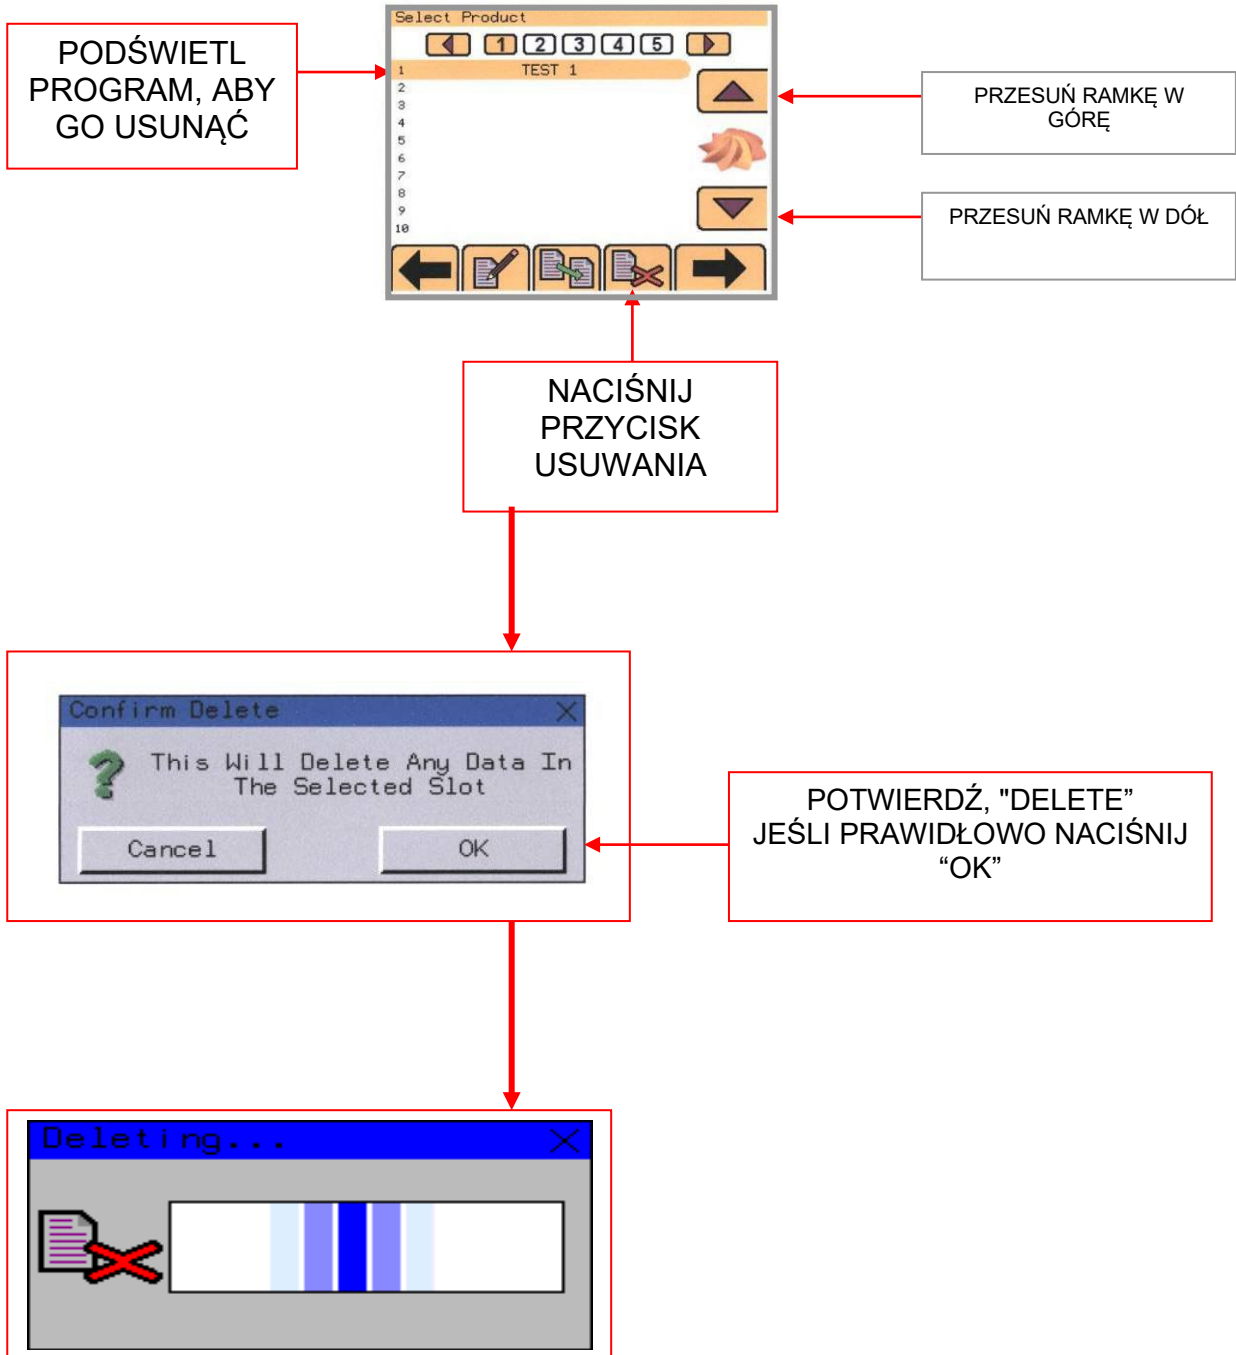 Select Product
1 2 3 4 5
PODŚWIETL
PROGRAM, ABY
GO USUNĄĆ
1 TEST 1
2
3
4
5
6
7
8
9
10
PRZESUŃ RAMKĘ W
GÓRĘ
PRZESUŃ RAMKĘ W DÓŁ
NACIŚNIJ
PRZYCISK
USUWANIA
Confirm Delete
This Will Delete Any Data In
The Selected Slot
Cancel OK
POTWIERDŹ, "DELETE”
JEŚLI PRAWIDŁOWO NACIŚNIJ
“OK”
Deleting...